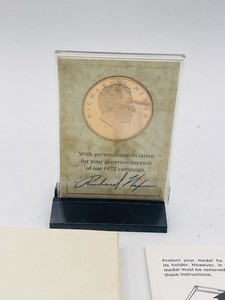 RICHARD M. NIXON
With personal appreciation
for your generous support
of our 1972 campaign.
Richard Nixon
Protect your medal by
its holder. However, in
medal must be removed
these instructions.